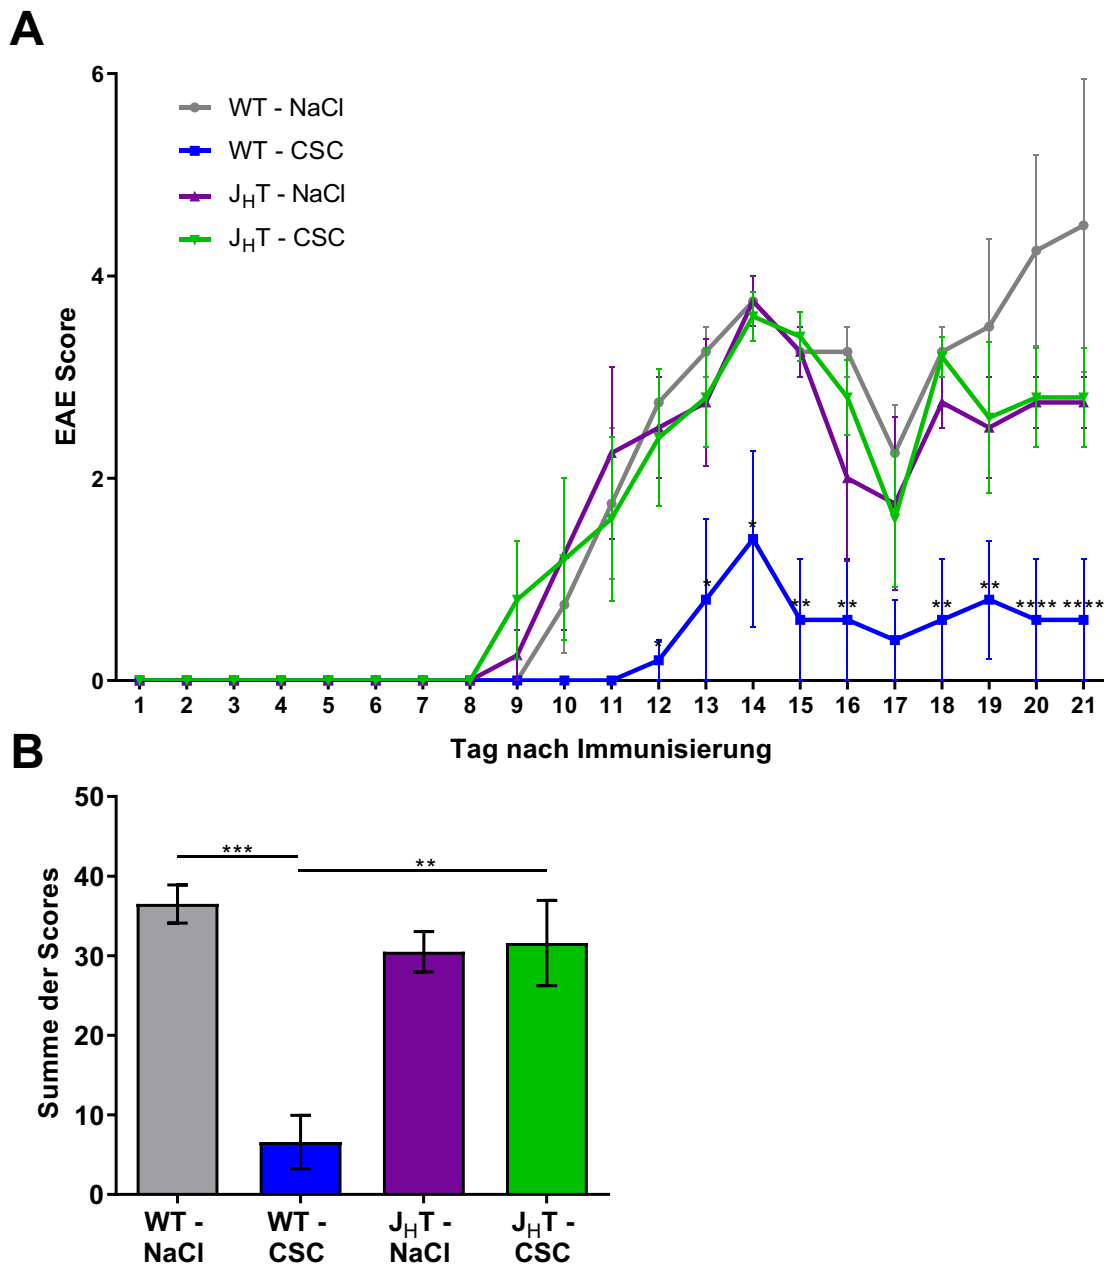 A
6
WT - NaCl
WT - CSC
JHT - NaCl
JHT - CSC
4
EAE Score
2
0
* * * ** ** ** ** **** ****
1 2 3 4 5 6 7 8 9 10 11 12 13 14 15 16 17 18 19 20 21
Tag nach Immunisierung
B
50
40
30
20
10
0
Summe der Scores
***
**
WT - NaCl
WT - CSC
JHT - NaCl
JHT - CSC